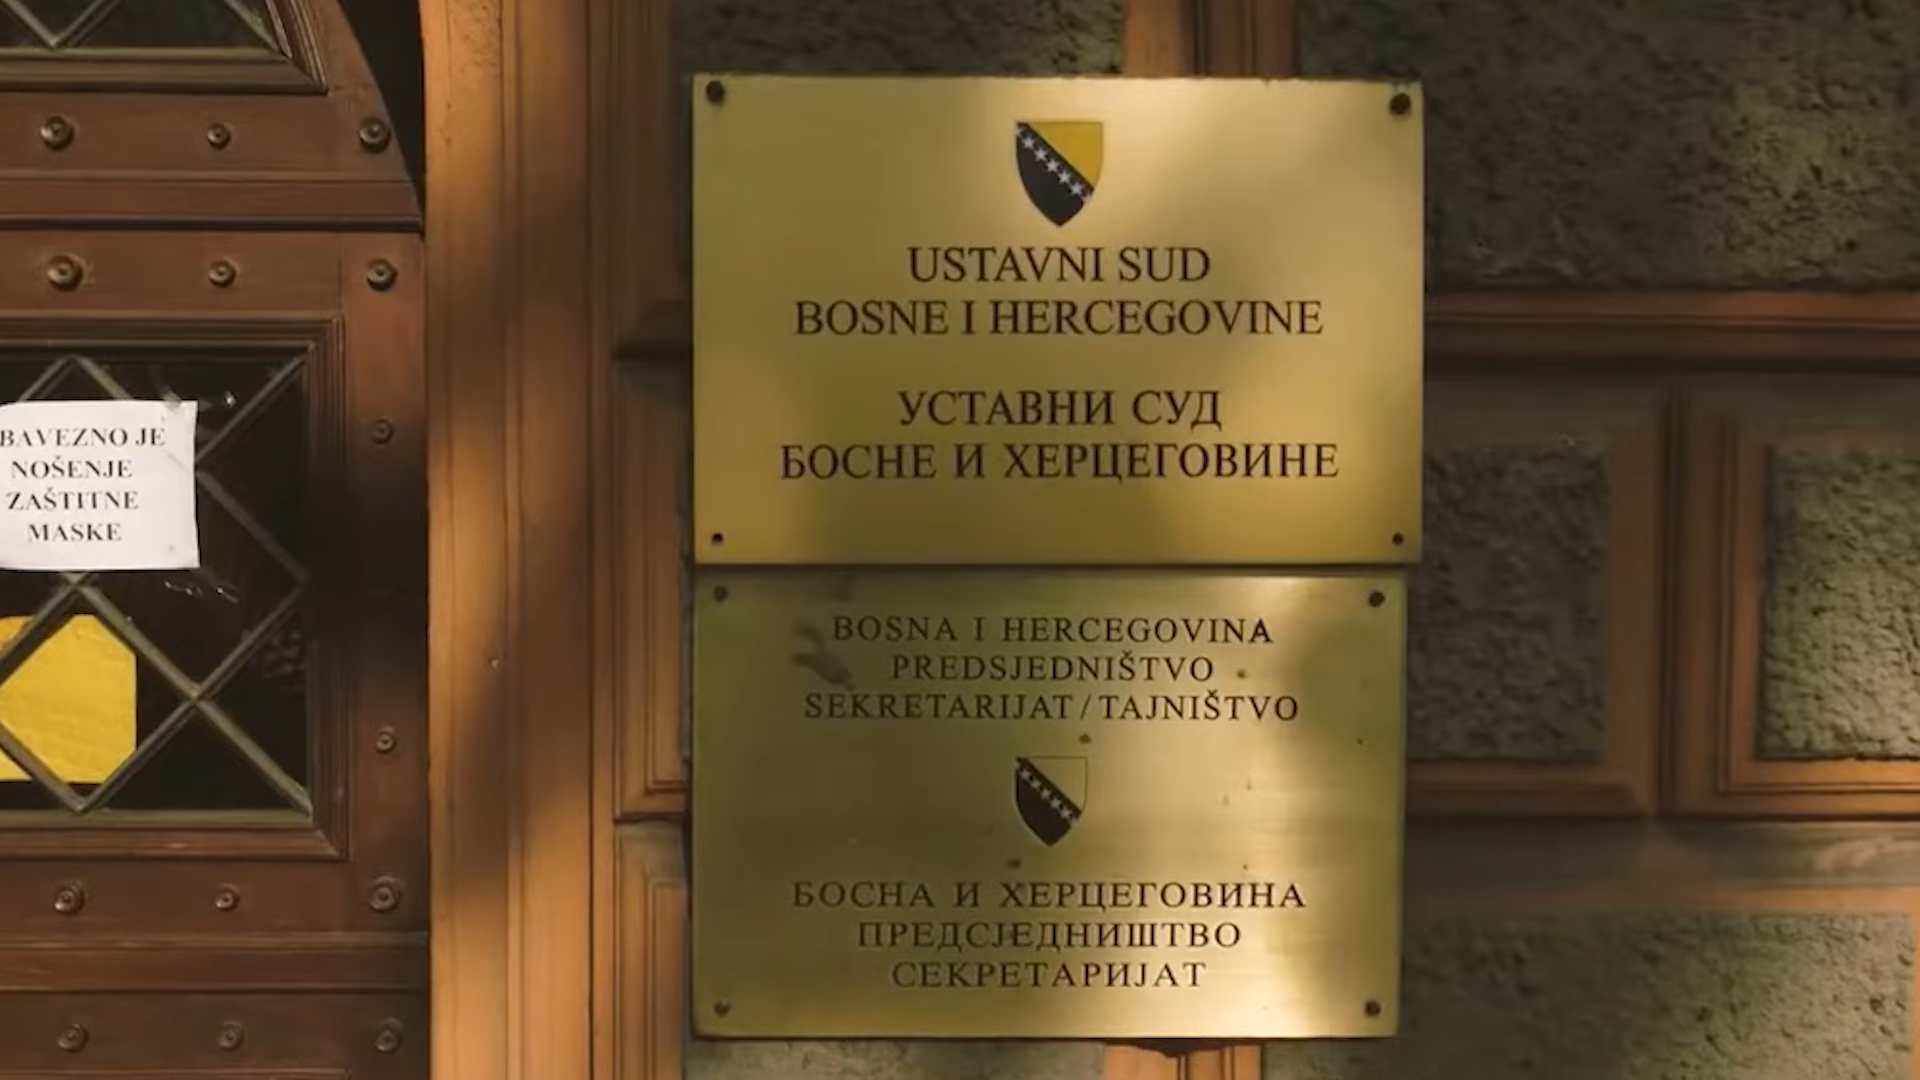 USTAVNI SUD
BOSNE I HERCEGOVINE
УСТАВНИ СУД
БОСНЕ И ХЕРЦЕГОВИНЕ
BOSNA I HERCEGOVINA
PREDSJEDNIŠTVO
SEKRETARIJAT/TAJNIŠTVO
БОСНА И ХЕРЦЕГОВИНА
ПРЕДСЈЕДНИШТВО
СЕКРЕТАРИЈАТ
BAVEZNO JE
NOŠENJE
ZAŠTITNE
MASKE